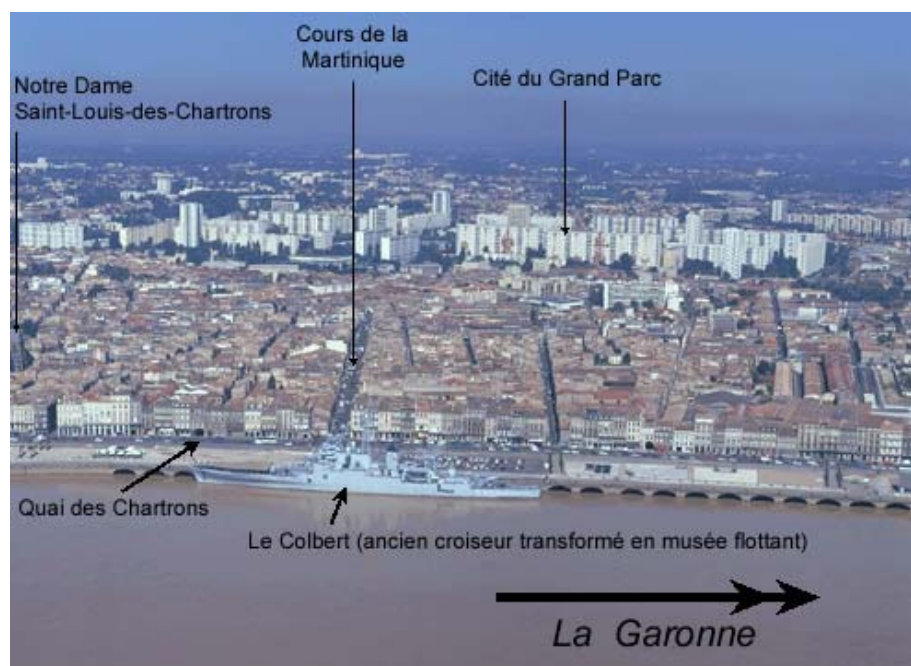 Cours de la
Martinique
Cité du Grand Parc
Notre Dame
Saint-Louis-des-Chartrons
Quai des Chartrons
Le Colbert (ancien croiseur transformé en musée flottant)
La Garonne